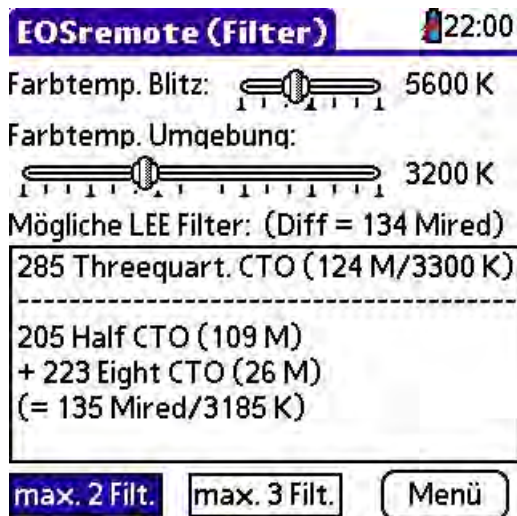 EOSremote (Filter) 22:00
Farbtemp. Blitz: 5600 K
Farbtemp. Umgebung:
3200 K
Mögliche LEE Filter: (Diff = 134 Mired)
285 Threequart. CTO (124 M/3300 K)
------------------------------------
205 Half CTO (109 M)
+ 223 Eight CTO (26 M)
(= 135 Mired/3185 K)
max. 2 Filt. max. 3 Filt. Menü